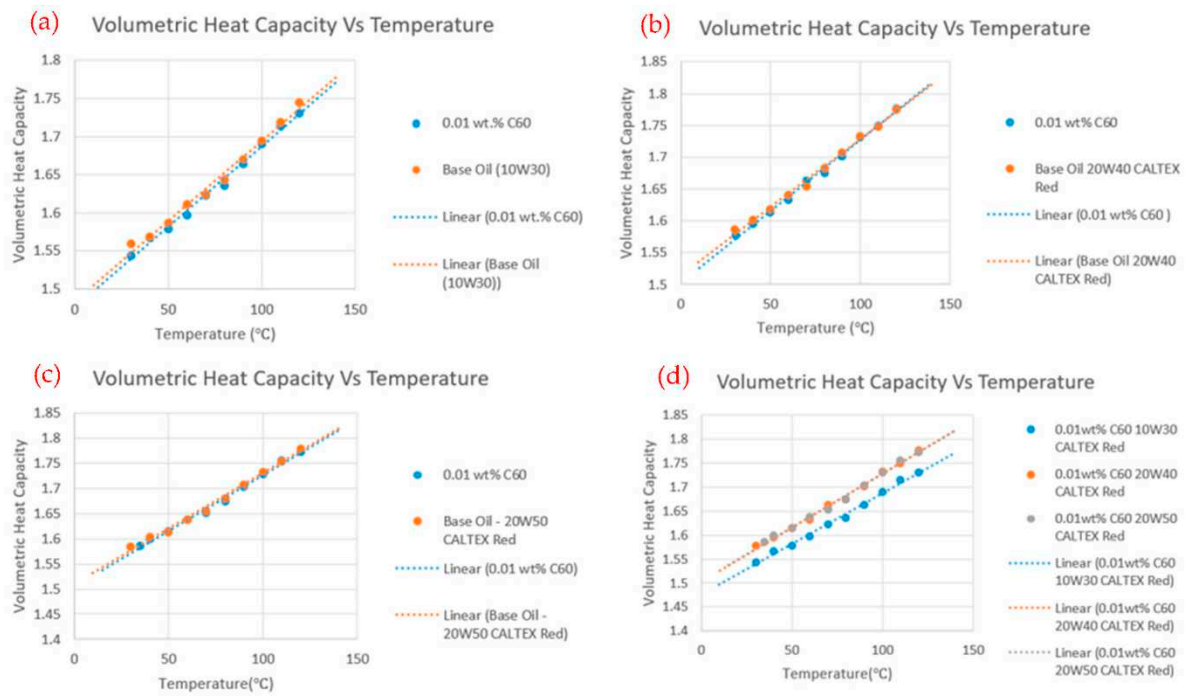 (a)
Volumetric Heat Capacity Vs Temperature
Volumetric Heat Capacity
1.8
1.75
1.7
1.65
1.6
1.55
1.5
0
50
100
150
Temperature (°C)
0.01 wt.% C60
Base Oil (10W30)
Linear (0.01 wt.% C60)
Linear (Base Oil
(10W30))
(b)
Volumetric Heat Capacity Vs Temperature
Volumetric Heat Capacity
1.85
1.8
1.75
1.7
1.65
1.6
1.55
1.5
0
50
100
150
Temperature (°C)
0.01 wt% C60
Base Oil 20W40 CALTEX
Red
Linear (0.01 wt% C60 )
Linear (Base Oil 20W40
CALTEX Red)
(c)
Volumetric Heat Capacity Vs Temperature
Volumetric Heat Capacity
1.85
1.8
1.75
1.7
1.65
1.6
1.55
1.5
1.45
1.4
0
50
100
150
Temperature(°C)
0.01 wt% C60
Base Oil - 20W50
CALTEX Red
Linear (0.01 wt% C60)
Linear (Base Oil -
20W50 CALTEX Red)
(d)
Volumetric Heat Capacity Vs Temperature
Volumetric Heat Capacity
1.85
1.8
1.75
1.7
1.65
1.6
1.55
1.5
1.45
1.4
0
50
100
150
Temperature(°C)
0.01wt% C60 10W30
CALTEX Red
0.01wt% C60 20W40
CALTEX Red
0.01wt% C60 20W50
CALTEX Red
Linear (0.01wt% C60
10W30 CALTEX Red)
Linear (0.01wt% C60
20W40 CALTEX Red)
Linear (0.01wt% C60
20W50 CALTEX Red)